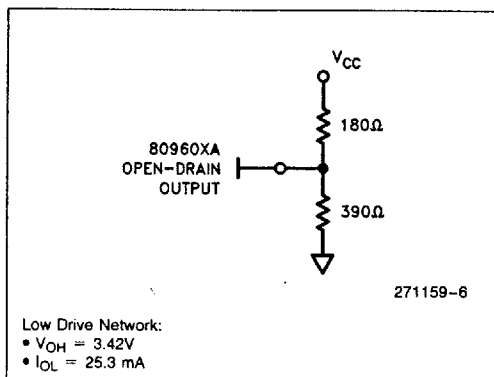 VCC
180Ω
80960XA
OPEN-DRAIN
OUTPUT
390Ω
271159-6
Low Drive Network:
• VOH = 3.42V
• IOL = 25.3 mA